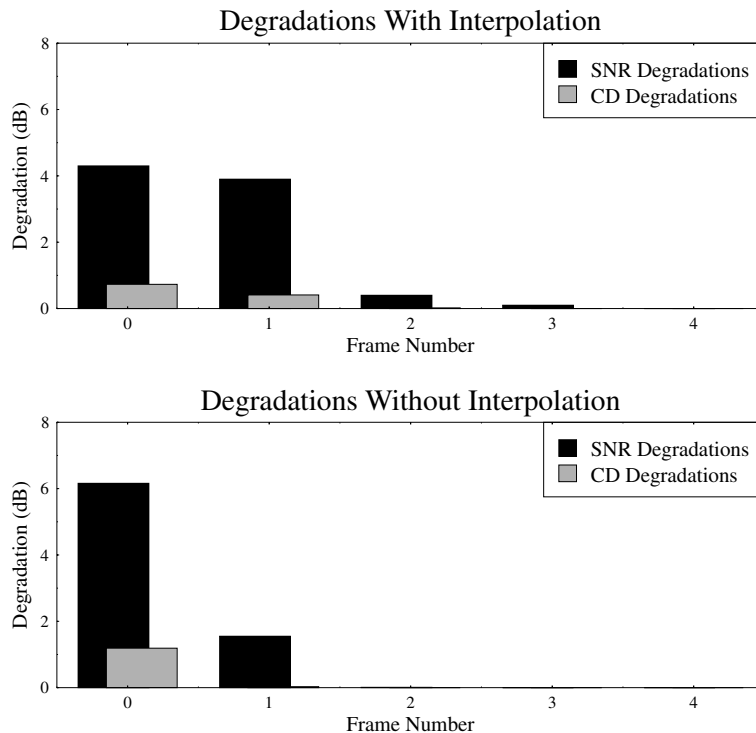 Degradations With Interpolation
8
6
4
2
0
Degradation (dB)
SNR Degradations
CD Degradations
0 1 2 3 4
Frame Number
Degradations Without Interpolation
8
6
4
2
0
Degradation (dB)
SNR Degradations
CD Degradations
0 1 2 3 4
Frame Number